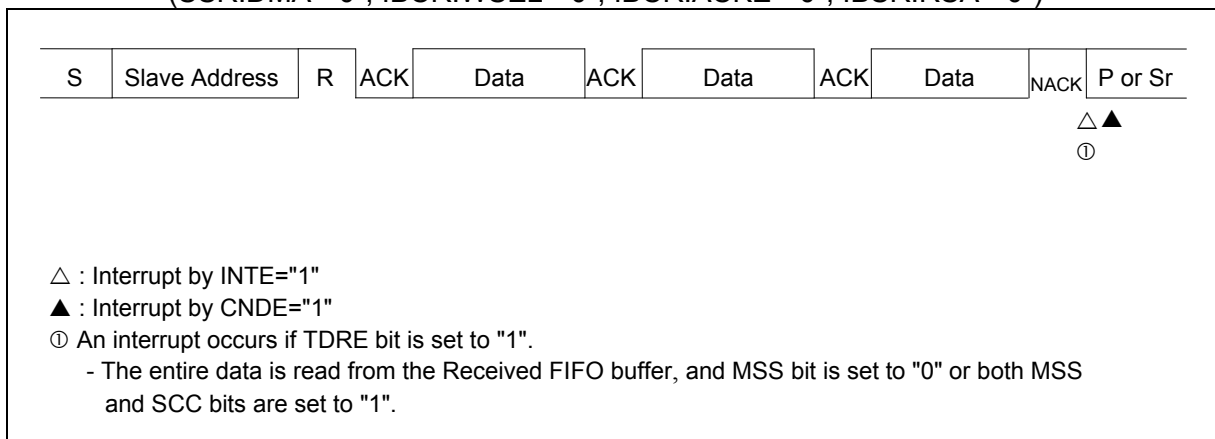 S Slave Address R ACK Data ACK Data ACK Data NACK P or Sr
△ ▲
①
△ : Interrupt by INTE="1"
▲ : Interrupt by CNDE="1"
① An interrupt occurs if TDRE bit is set to "1".
- The entire data is read from the Received FIFO buffer, and MSS bit is set to "0" or both MSS
and SCC bits are set to "1".